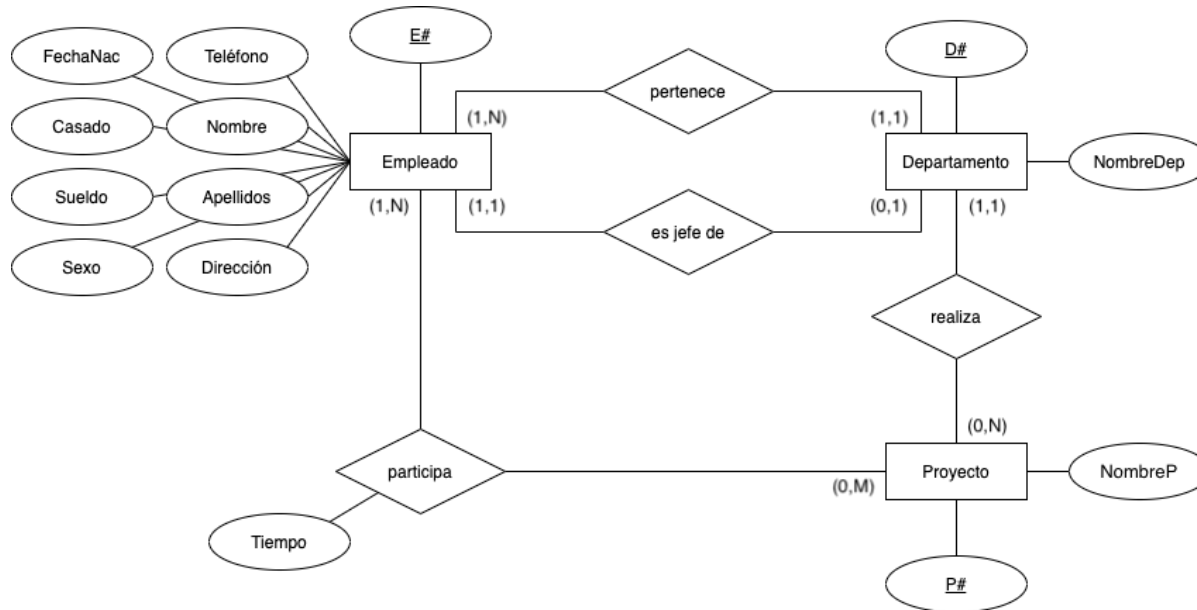 E#
D#
FechaNac
Teléfono
pertenece
(1,N)
(1,1)
Casado
Nombre
Empleado
Departamento
NombreDep
Sueldo
Apellidos
(1,N)
(1,1)
(0,1)
(1,1)
es jefe de
Sexo
Dirección
realiza
(0,N)
participa
Proyecto
NombreP
(0,M)
Tiempo
P#